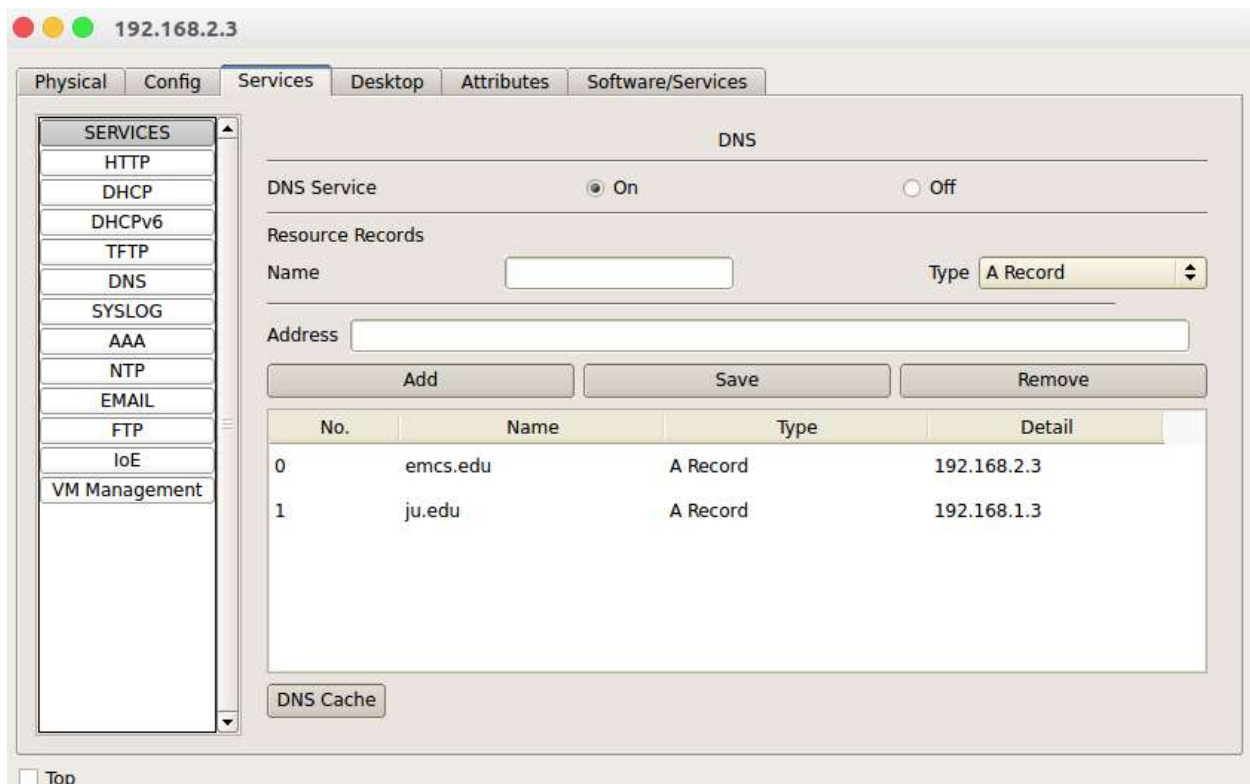 192.168.2.3
Physical Config Services Desktop Attributes Software/Services
SERVICES
HTTP
DHCP
DHCPv6
TFTP
DNS
SYSLOG
AAA
NTP
EMAIL
FTP
IoE
VM Management
DNS
DNS Service On Off
Resource Records
Name Type A Record
Address
Add Save Remove
No. Name Type Detail
0 emcs.edu A Record 192.168.2.3
1 ju.edu A Record 192.168.1.3
DNS Cache
Top